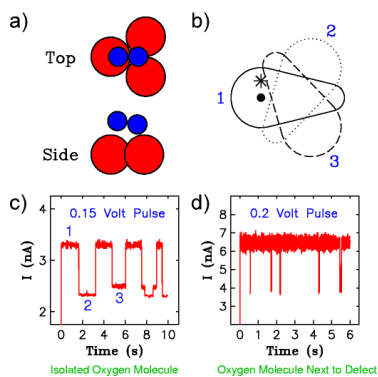 a)
Top
Side
b)
1
2
3
c)
0.15 Volt Pulse
I (nA)
4
3
2
1
2
3
0 2 4 6 8 10
Time (s)
Isolated Oxygen Molecule
d)
0.2 Volt Pulse
I (nA)
8
7
6
5
4
3
0 1 2 3 4 5 6
Time (s)
Oxygen Molecule Next to Defect